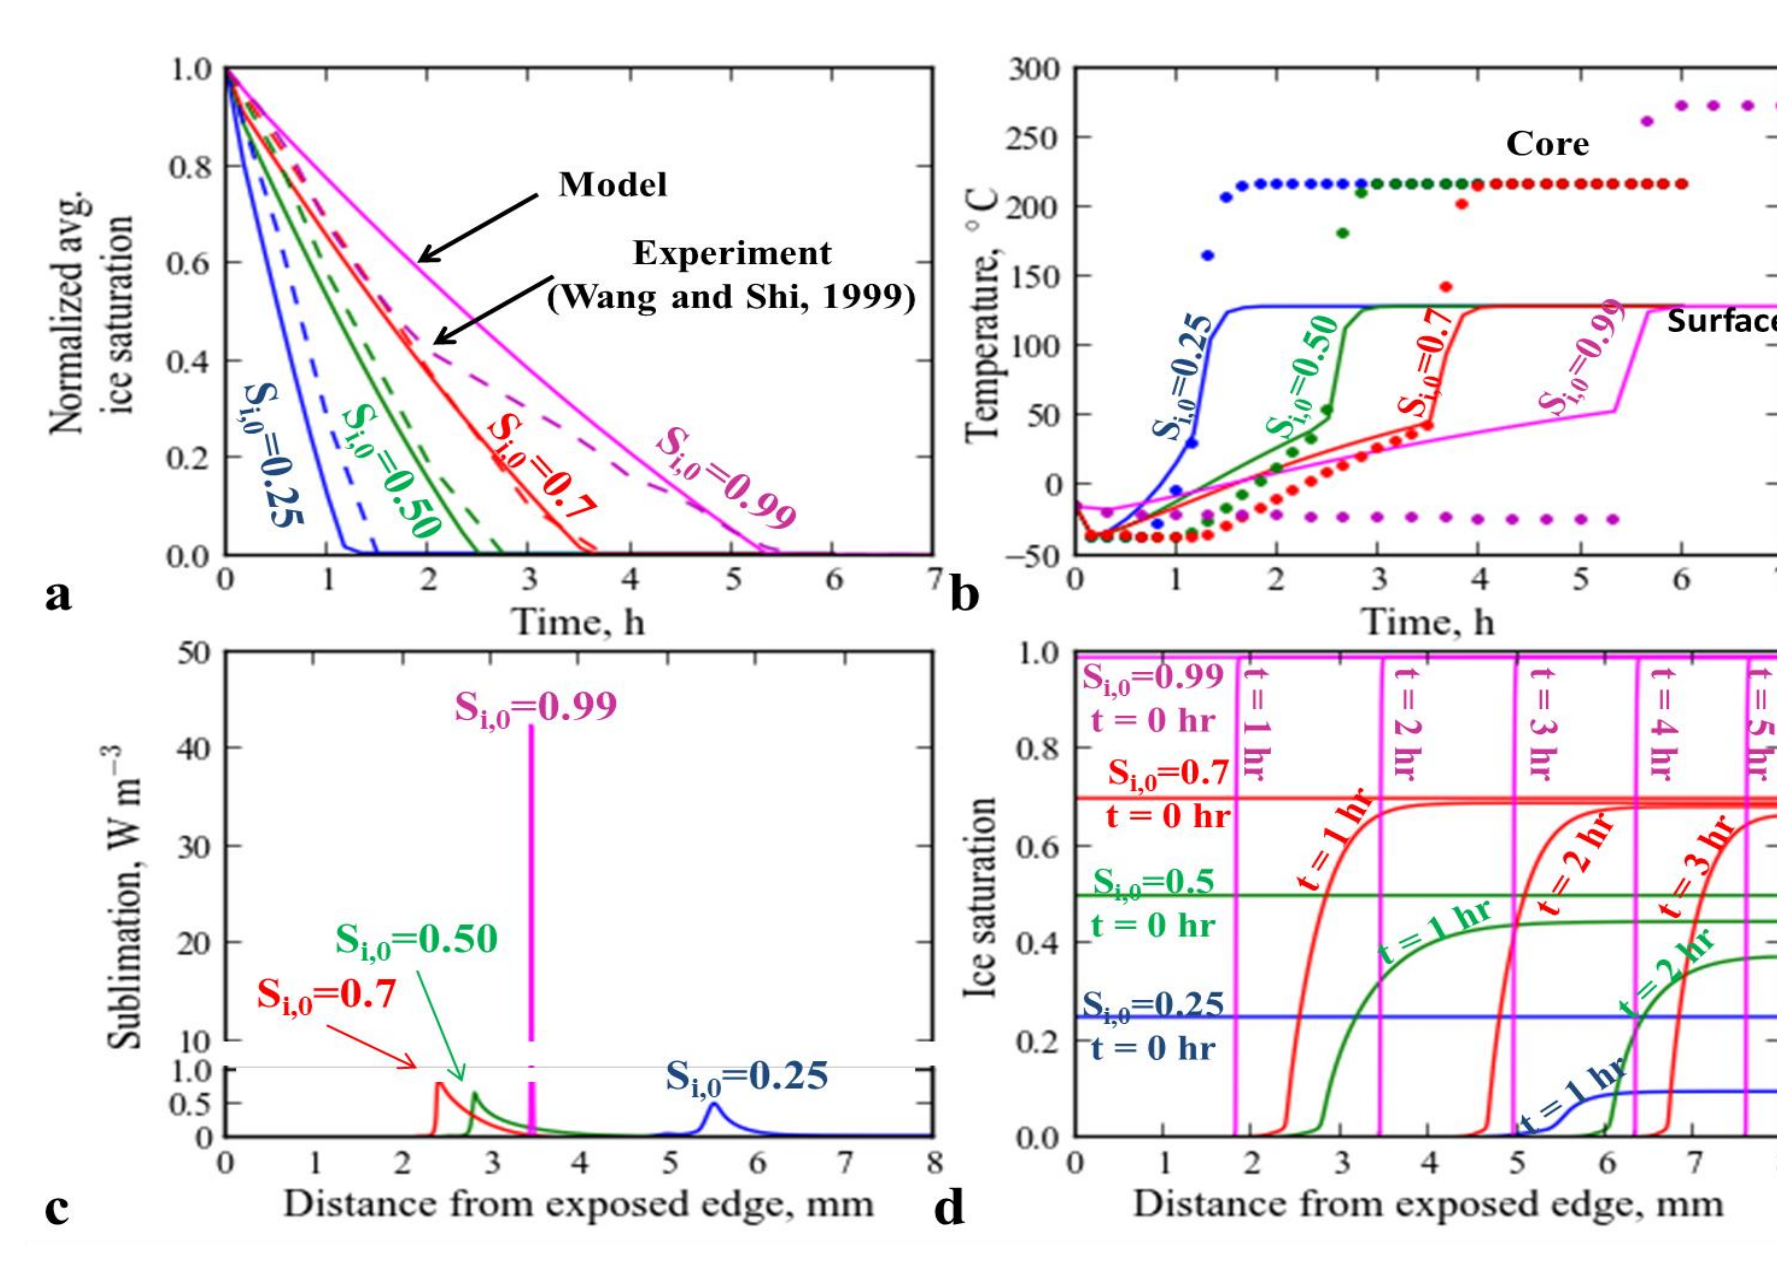 1.0
0.8
0.6
0.4
0.2
0.0
Normalized avg.
ice saturation
Model
Experiment
(Wang and Shi, 1999)
Si,0=0.25
Si,0=0.50
Si,0=0.7
Si,0=0.99
0 1 2 3 4 5 6 7
Time, h
a
300
250
200
150
100
50
0
−50
Temperature, °C
Core
Surface
Si,0=0.25
Si,0=0.50
Si,0=0.7
Si,0=0.99
0 1 2 3 4 5 6
Time, h
b
50
40
30
20
10
1.0
0.5
0
Sublimation, W m−3
Si,0=0.99
Si,0=0.50
Si,0=0.7
Si,0=0.25
0 1 2 3 4 5 6 7 8
Distance from exposed edge, mm
c
1.0
0.8
0.6
0.4
0.2
0.0
Ice saturation
Si,0=0.99
t = 0 hr
t = 1 hr
t = 2 hr
t = 3 hr
t = 4 hr
t = 5 hr
Si,0=0.7
t = 0 hr
t = 1 hr
t = 2 hr
t = 3 hr
Si,0=0.5
t = 0 hr
t = 1 hr
t = 2 hr
Si,0=0.25
t = 0 hr
t = 1 hr
0 1 2 3 4 5 6 7
Distance from exposed edge, mm
d